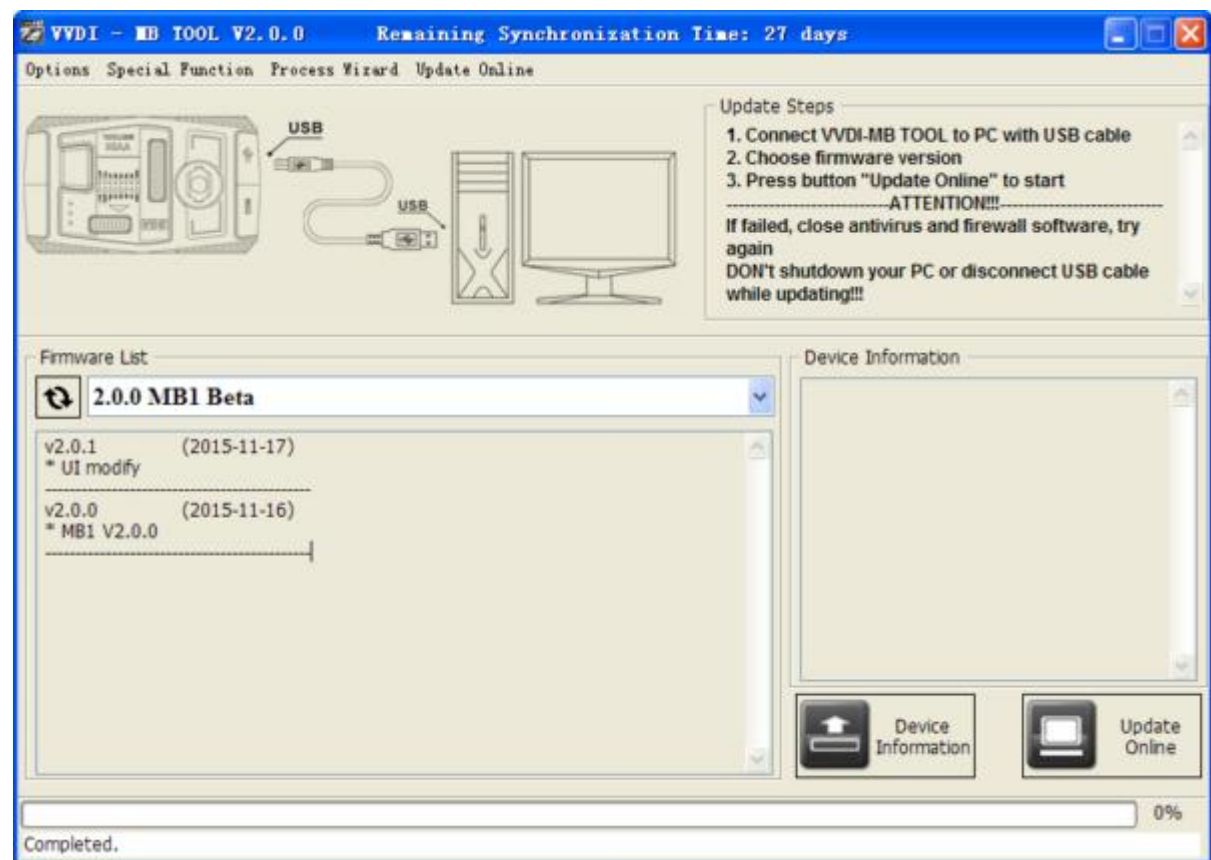 VVDI - MB TOOL V2.0.0 Remaining Synchronization Time: 27 days
Options Special Function Process Wizard Update Online
USB
USB
Update Steps
1. Connect VVDI-MB TOOL to PC with USB cable
2. Choose firmware version
3. Press button "Update Online" to start
-----------------------------ATTENTION!!!-----------------------------
If failed, close antivirus and firewall software, try
again
DON't shutdown your PC or disconnect USB cable
while updating!!!
Firmware List
2.0.0 MB1 Beta
v2.0.1 (2015-11-17)
* UI modify
--------------------------------------------------
v2.0.0 (2015-11-16)
* MB1 V2.0.0
--------------------------------------------------
Device Information
Device
Information
Update
Online
0%
Completed.